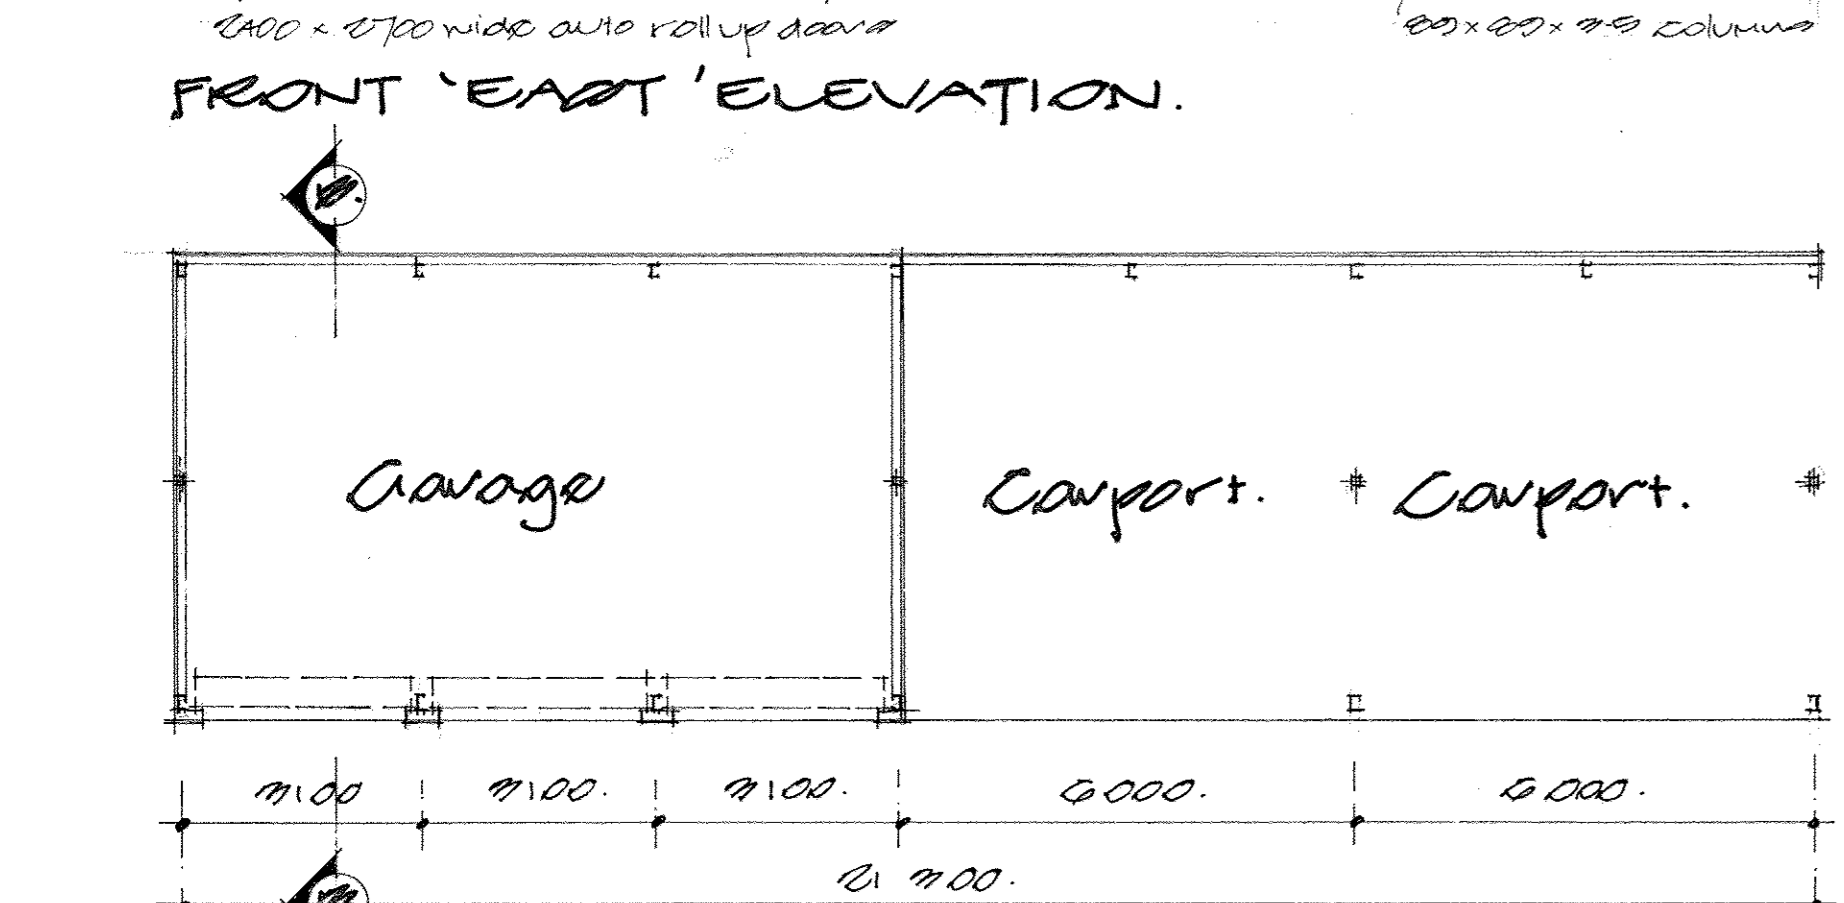 2400 x 2700 wide auto roll up doors
89 x 89 x 3.5 columns
FRONT 'EAST' ELEVATION.
B.
Garage
Carport.
Carport.
3100
3100.
3100.
6000.
6000.
21 300.